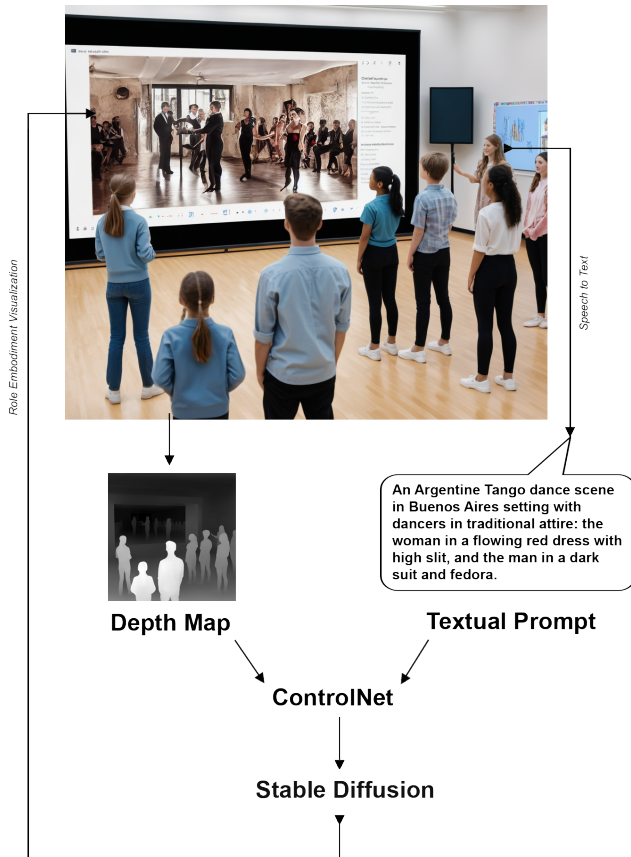 Role Embodiment Visualization
Speech to Text
An Argentine Tango dance scene
in Buenos Aires setting with
dancers in traditional attire: the
woman in a flowing red dress with
high slit, and the man in a dark
suit and fedora.
Depth Map
Textual Prompt
ControlNet
Stable Diffusion